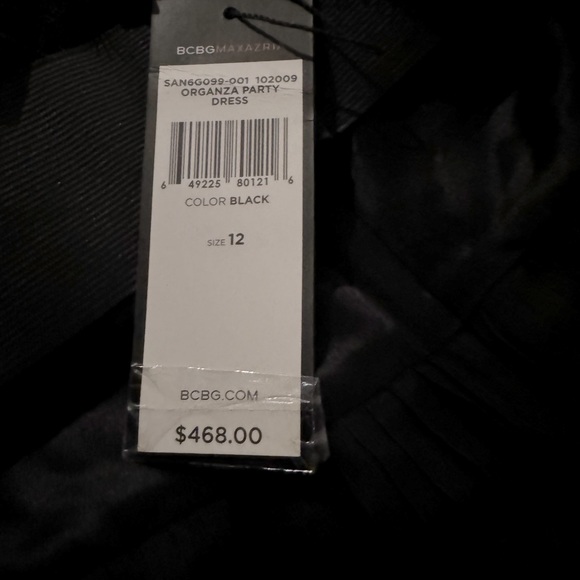 BCBGMAXAZRIA
SAN6G099-001 102009
ORGANZA PARTY
DRESS
6 49225 80121 6
COLOR BLACK
SIZE 12
BCBG.COM
$468.00